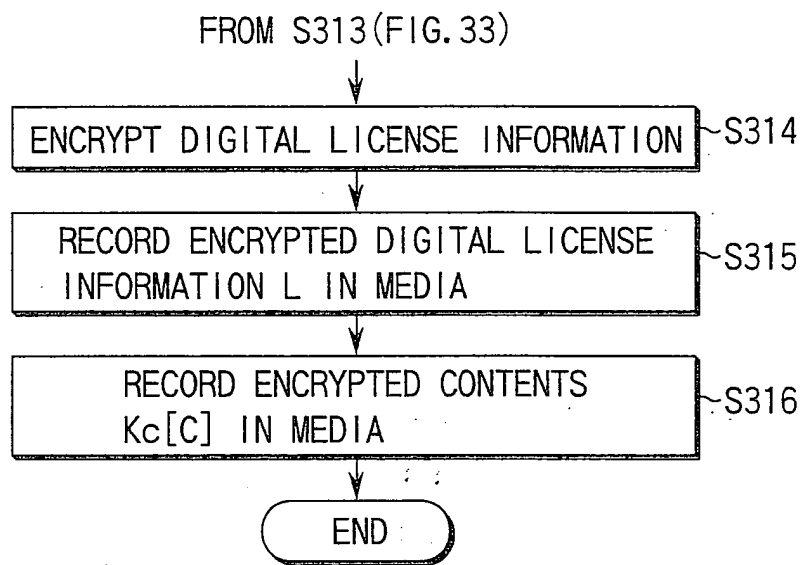 FROM S313(FIG.33)
ENCRYPT DIGITAL LICENSE INFORMATION
S314
RECORD ENCRYPTED DIGITAL LICENSE
INFORMATION L IN MEDIA
S315
RECORD ENCRYPTED CONTENTS
Kc[C] IN MEDIA
S316
END